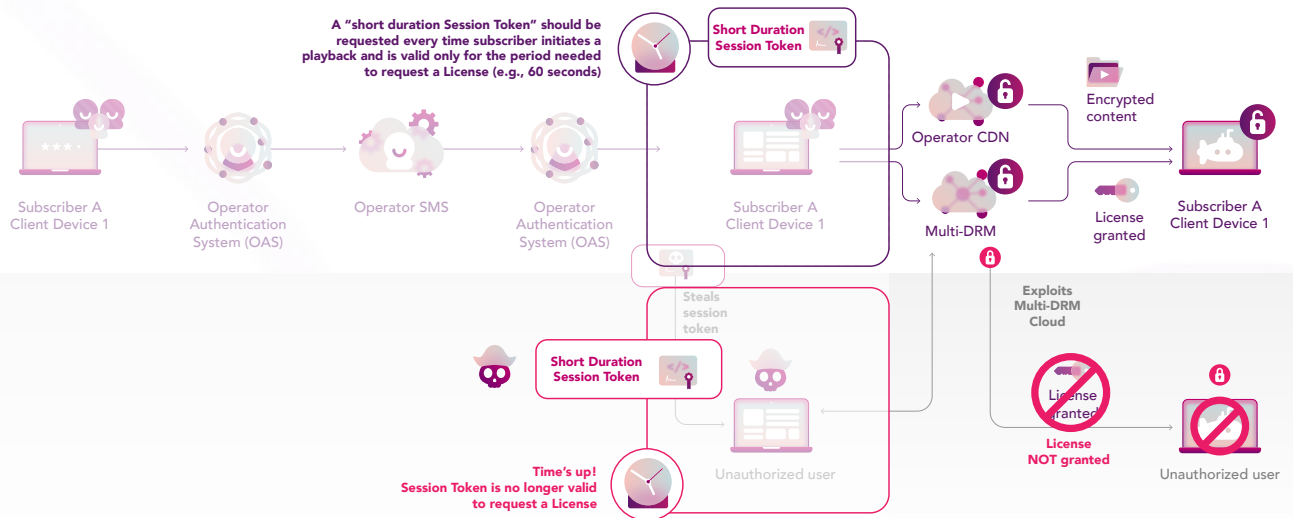 A “short duration Session Token” should be
requested every time subscriber initiates a
playback and is valid only for the period needed
to request a License (e.g., 60 seconds)
Short Duration
Session Token
</>
Subscriber A
Client Device 1
Operator
Authentication
System (OAS)
Operator SMS
Operator
Authentication
System (OAS)
Subscriber A
Client Device 1
Operator CDN
Multi-DRM
Encrypted
content
License
granted
Subscriber A
Client Device 1
Steals
session
token
Exploits
Multi-DRM
Cloud
Short Duration
Session Token
</>
License
granted
License
NOT granted
Unauthorized user
Unauthorized user
Time’s up!
Session Token is no longer valid
to request a License